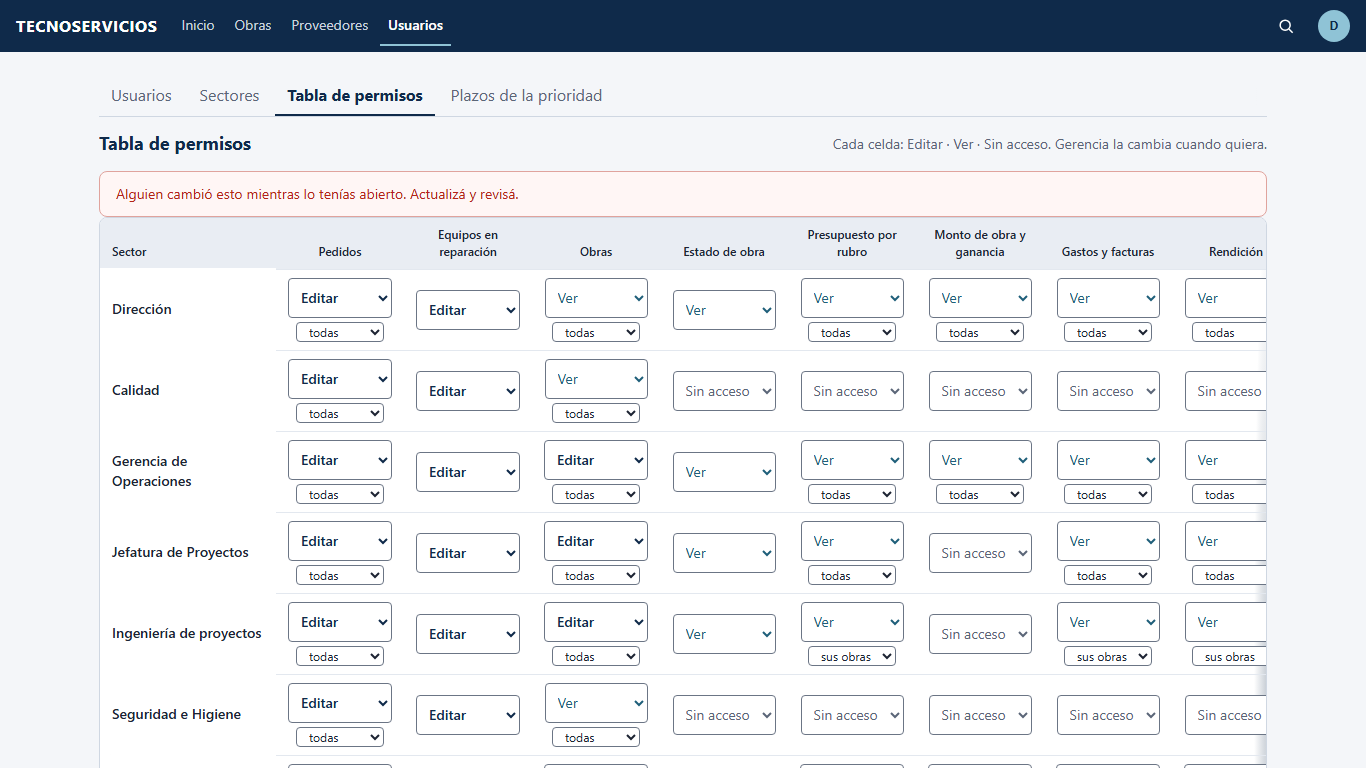 TECNOSERVICIOS Inicio Obras Proveedores Usuarios D
Usuarios Sectores Tabla de permisos Plazos de la prioridad
Tabla de permisos Cada celda: Editar · Ver · Sin acceso. Gerencia la cambia cuando quiera.
Alguien cambió esto mientras lo tenías abierto. Actualizá y revisá.
Sector Pedidos Equipos en reparación Obras Estado de obra Presupuesto por rubro Monto de obra y ganancia Gastos y facturas Rendición
Dirección Editar Editar Ver Ver Ver Ver Ver Ver
todas todas todas todas todas todas
Calidad Editar Editar Ver Sin acceso Sin acceso Sin acceso Sin acceso Sin acceso
todas todas
Gerencia de Operaciones Editar Editar Editar Ver Ver Ver Ver Ver
todas todas todas todas todas todas
Jefatura de Proyectos Editar Editar Editar Ver Ver Sin acceso Ver Ver
todas todas todas todas todas
Ingeniería de proyectos Editar Editar Editar Ver Ver Sin acceso Ver Ver
todas todas sus obras sus obras sus obras
Seguridad e Higiene Editar Editar Ver Sin acceso Sin acceso Sin acceso Sin acceso Sin acceso
todas todas